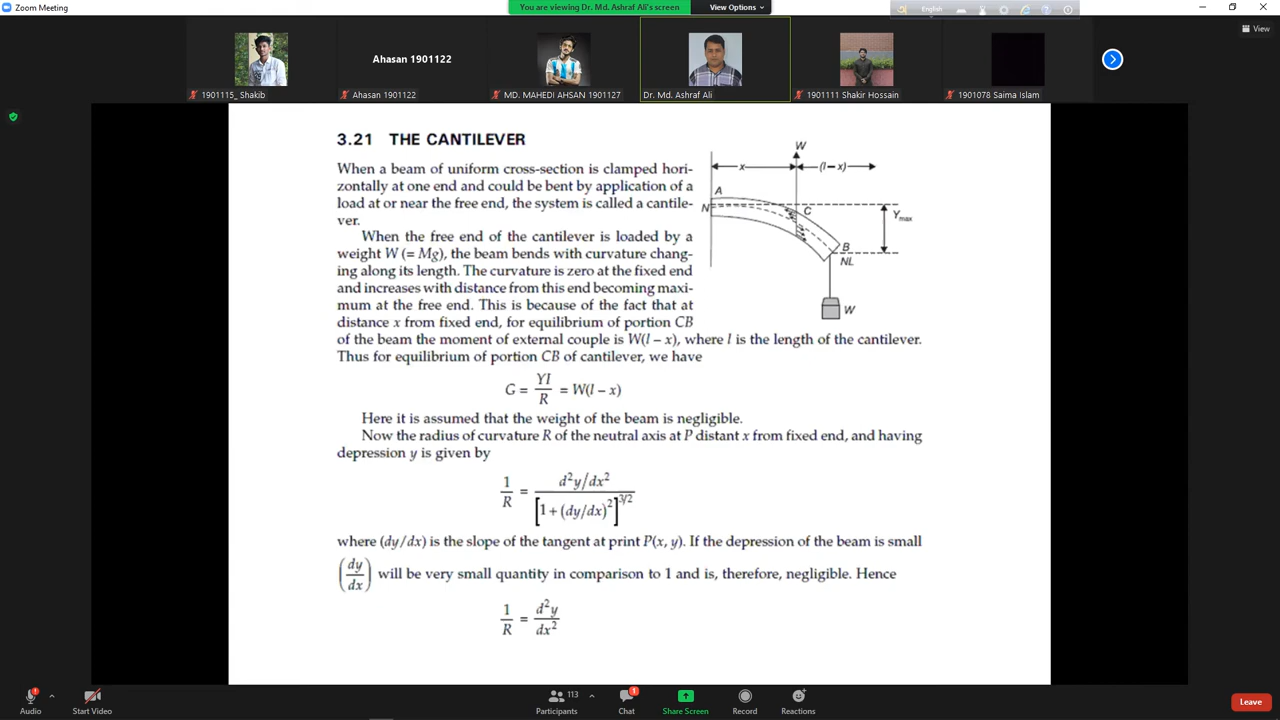 Zoom Meeting
You are viewing Dr. Md. Ashraf Ali's screen
View Options
English
View
Ahasan 1901122
1901115_ Shakib
Ahasan 1901122
MD. MAHEDI AHSAN 1901127
Dr. Md. Ashraf Ali
1901111 Shakir Hossain
1901078 Saima Islam
3.21 THE CANTILEVER
When a beam of uniform cross-section is clamped hori-
zontally at one end and could be bent by application of a
load at or near the free end, the system is called a cantile-
ver.
When the free end of the cantilever is loaded by a
weight W (= Mg), the beam bends with curvature chang-
ing along its length. The curvature is zero at the fixed end
and increases with distance from this end becoming maxi-
mum at the free end. This is because of the fact that at
distance x from fixed end, for equilibrium of portion CB
of the beam the moment of external couple is W(l – x), where l is the length of the cantilever.
Thus for equilibrium of portion CB of cantilever, we have
W
x
(l – x)
A
N
C
Ymax
B
NL
W
G = YI/R = W(l – x)
Here it is assumed that the weight of the beam is negligible.
Now the radius of curvature R of the neutral axis at P distant x from fixed end, and having
depression y is given by
1/R = d²y/dx² / [1 + (dy/dx)²]^3/2
where (dy/dx) is the slope of the tangent at print P(x, y). If the depression of the beam is small
(dy/dx) will be very small quantity in comparison to 1 and is, therefore, negligible. Hence
1/R = d²y/dx²
Audio
Start Video
113
Participants
1
Chat
Share Screen
Record
Reactions
Leave